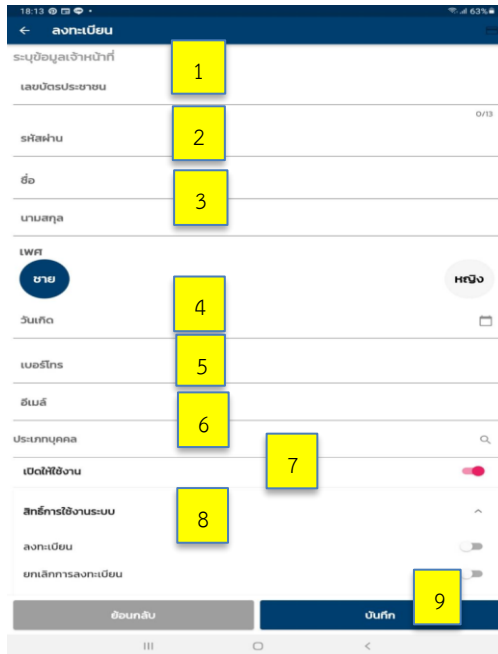 18:13 63%
← ลงทะเบียน
ระบุข้อมูลเจ้าหน้าที่
1
เลขบัตรประชาชน
0/13
2
รหัสผ่าน
ชื่อ
3
นามสกุล
เพศ
ชาย หญิง
4
วันเกิด
เบอร์โทร 5
อีเมล์
6
ประเภทบุคคล
7
เปิดให้ใช้งาน
สิทธิ์การใช้งานระบบ 8
ลงทะเบียน
ยกเลิกการลงทะเบียน
9
ย้อนกลับ บันทึก